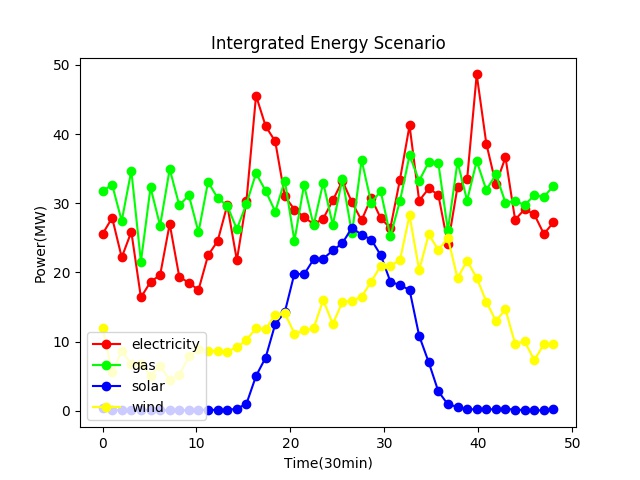 Intergrated Energy Scenario
Power(MW)
50
40
30
20
10
0
electricity
gas
solar
wind
0 10 20 30 40 50
Time(30min)